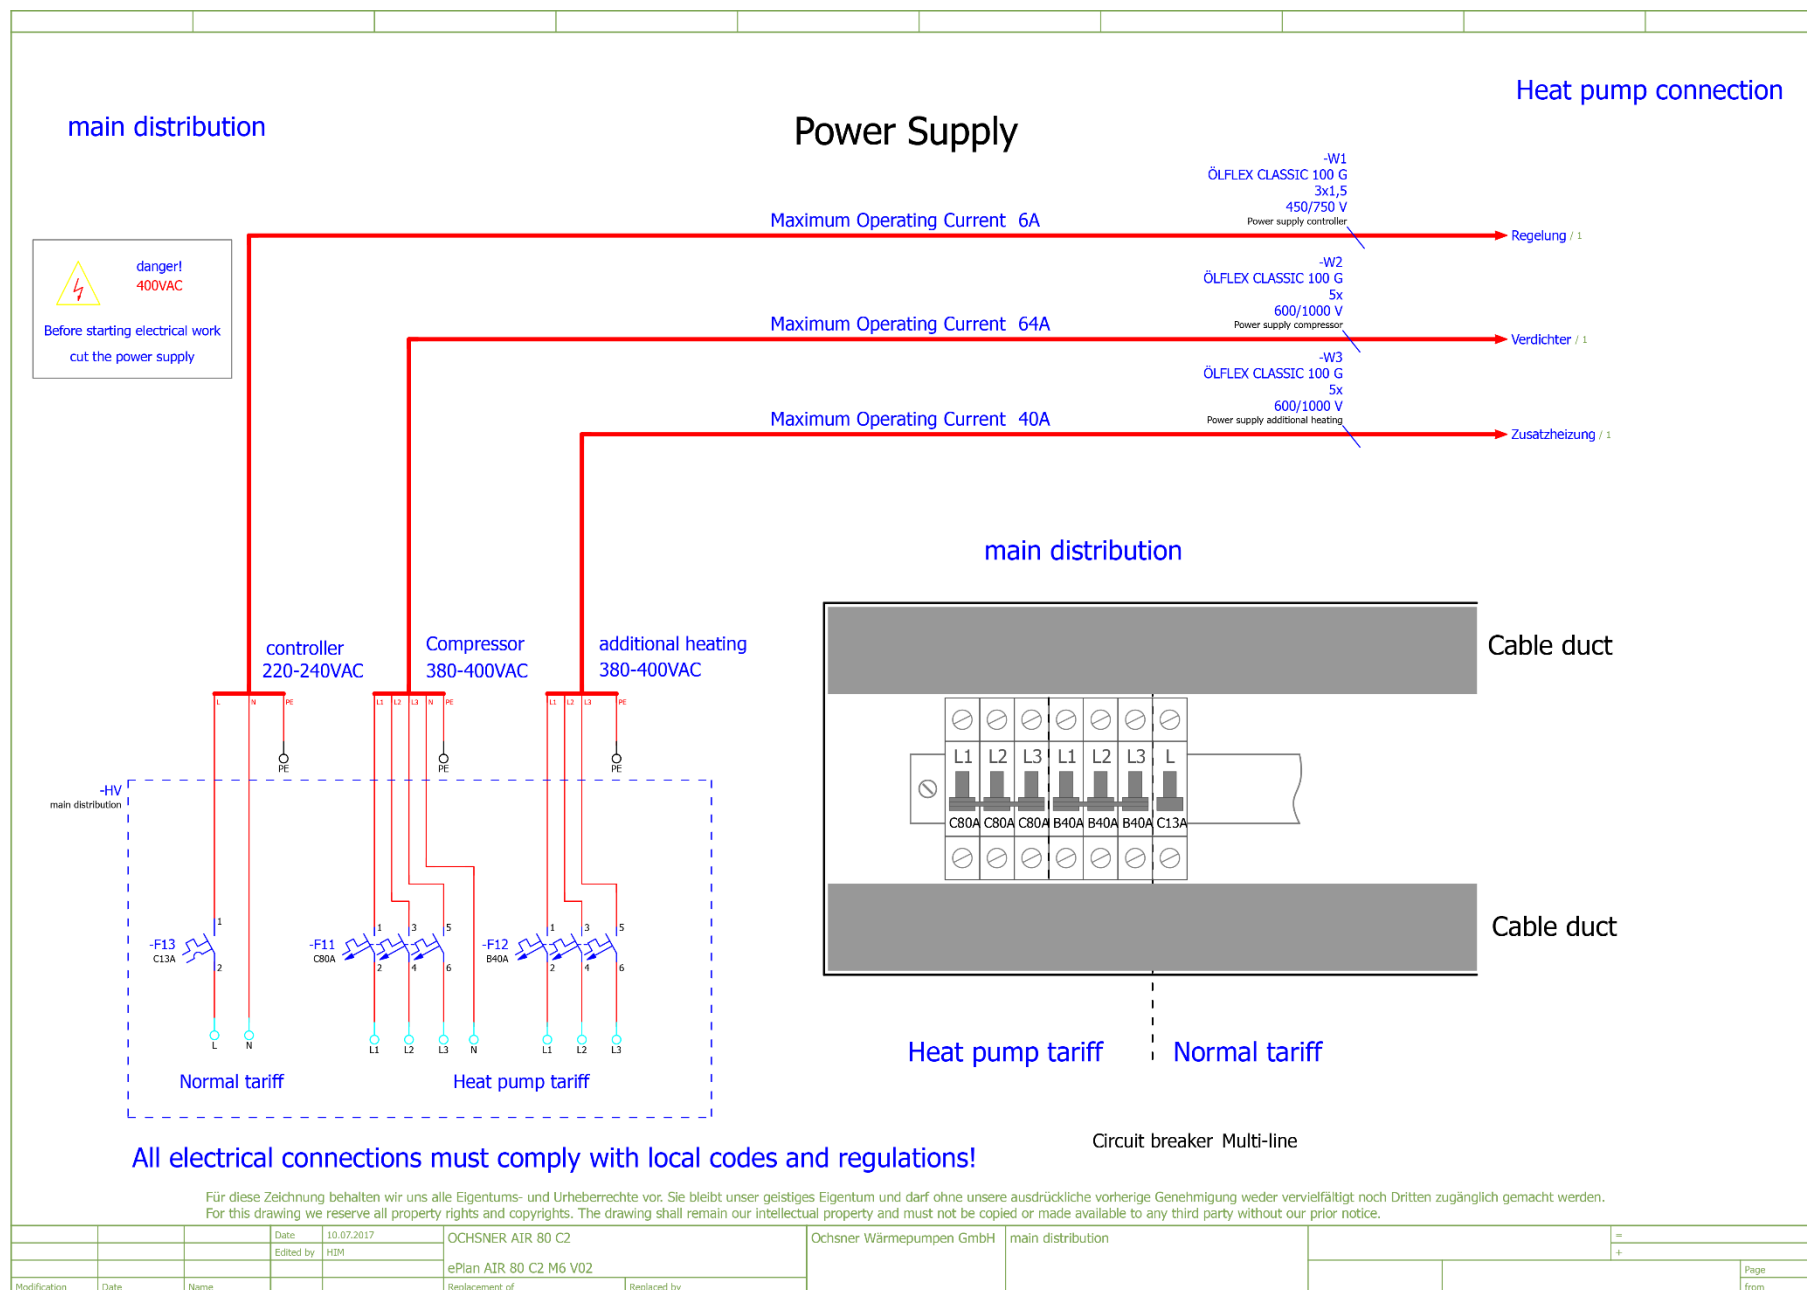 Heat pump connection
main distribution
Power Supply
-W1
ÖLFLEX CLASSIC 100 G
3x1,5
450/750 V
Power supply controller
Maximum Operating Current 6A
Regelung / 1
danger!
400VAC
Before starting electrical work
cut the power supply
-W2
ÖLFLEX CLASSIC 100 G
5x
600/1000 V
Power supply compressor
Maximum Operating Current 64A
Verdichter / 1
-W3
ÖLFLEX CLASSIC 100 G
5x
600/1000 V
Power supply additional heating
Maximum Operating Current 40A
Zusatzheizung / 1
main distribution
controller
220-240VAC
Compressor
380-400VAC
additional heating
380-400VAC
Cable duct
L N PE
L1 L2 L3 N PE
L1 L2 L3 PE
PE
PE
PE
-HV
main distribution
L1 L2 L3 L1 L2 L3 L
C80A C80A C80A B40A B40A B40A C13A
Cable duct
-F13
C13A
1
2
-F11
C80A
1 3 5
2 4 6
-F12
B40A
1 3 5
2 4 6
L N
L1 L2 L3 N
L1 L2 L3
Normal tariff
Heat pump tariff
Heat pump tariff
Normal tariff
Circuit breaker Multi-line
All electrical connections must comply with local codes and regulations!
Für diese Zeichnung behalten wir uns alle Eigentums- und Urheberrechte vor. Sie bleibt unser geistiges Eigentum und darf ohne unsere ausdrückliche vorherige Genehmigung weder vervielfältigt noch Dritten zugänglich gemacht werden.
For this drawing we reserve all property rights and copyrights. The drawing shall remain our intellectual property and must not be copied or made available to any third party without our prior notice.
Date 10.07.2017
Edited by HIM
OCHSNER AIR 80 C2
ePlan AIR 80 C2 M6 V02
Ochsner Wärmepumpen GmbH
main distribution
=
+
Page
Modification Date Name
Replacement of
Replaced by
from